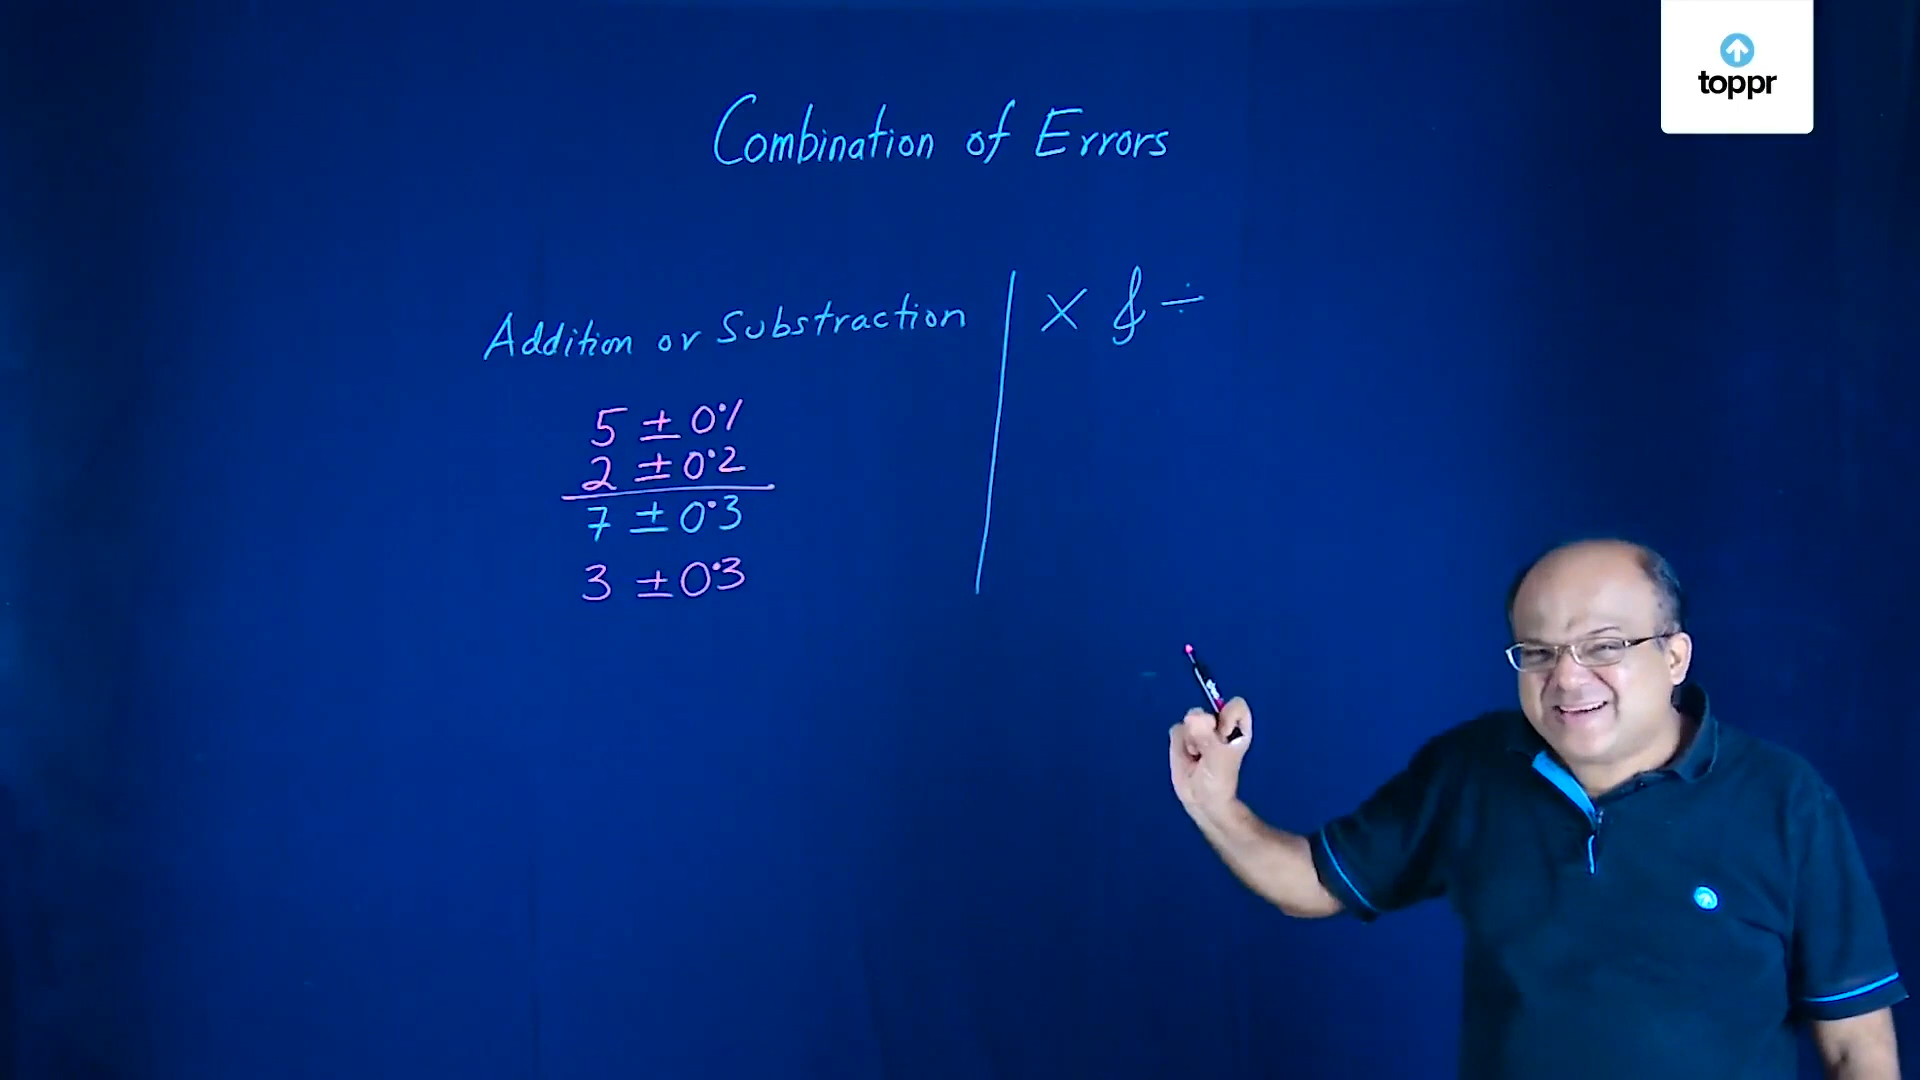 toppr
Combination of Errors
Addition or Substraction
5 ± 0·1
2 ± 0·2
7 ± 0·3
3 ± 0·3
× & ÷